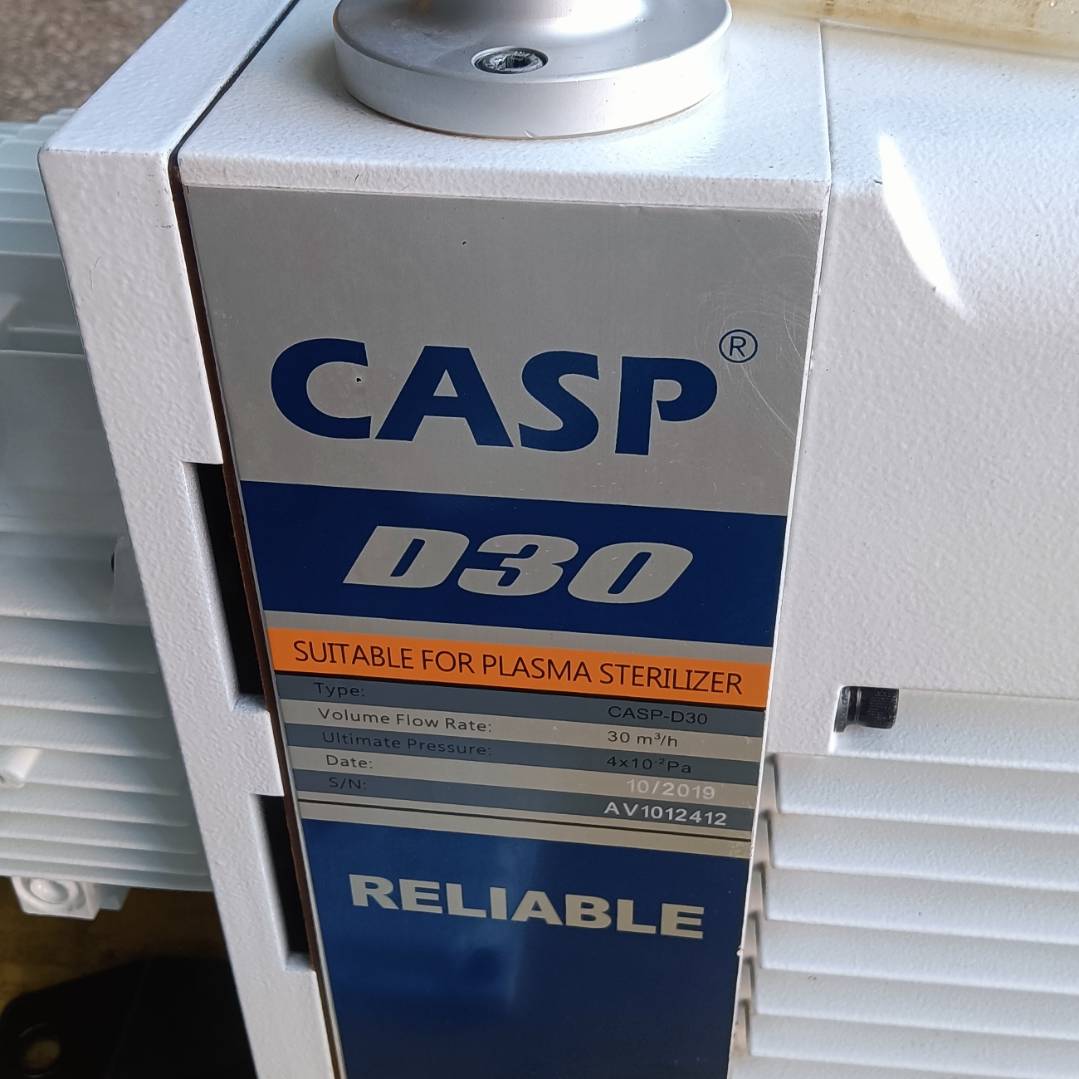 CASP®
D30
SUITABLE FOR PLASMA STERILIZER
Type: CASP-D30
Volume Flow Rate: 30 m³/h
Ultimate Pressure: 4x10⁻²Pa
Date: 10/2019
S/N: AV1012412
RELIABLE